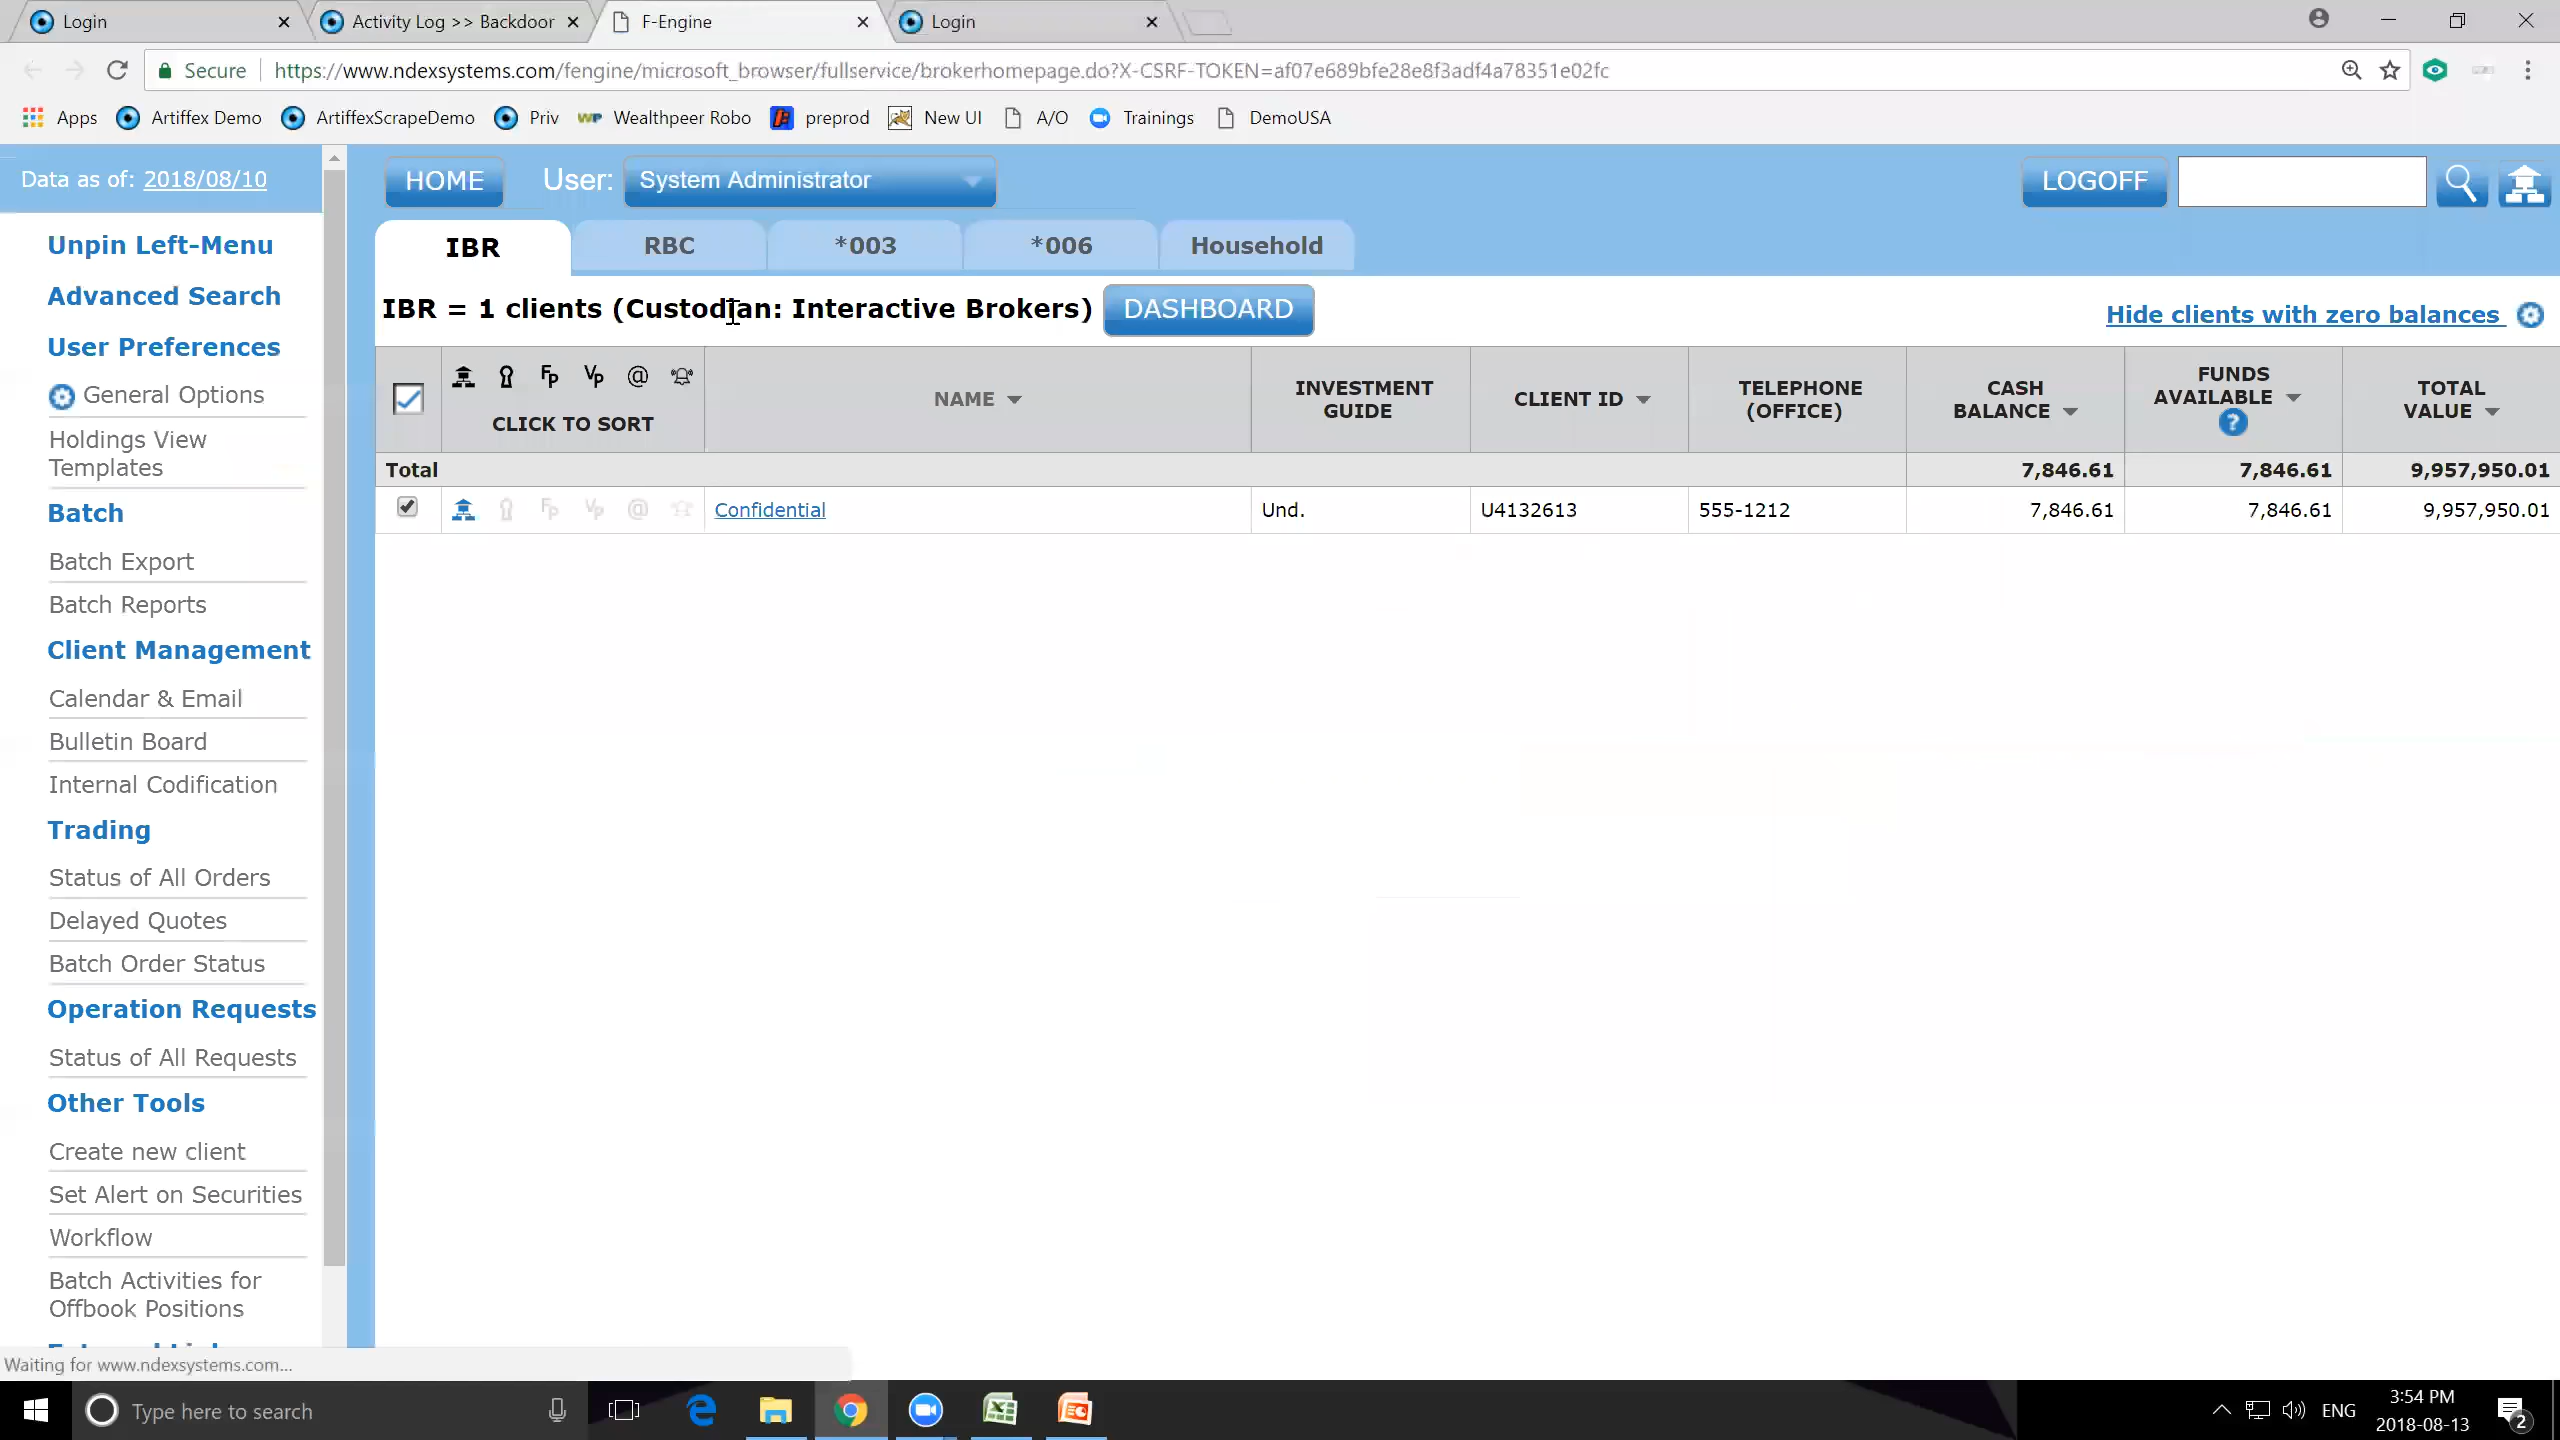 Login
Activity Log >> Backdoor
F-Engine
Login
Secure
https://www.ndexsystems.com/fengine/microsoft_browser/fullservice/brokerhomepage.do?X-CSRF-TOKEN=af07e689bfe28e8f3adf4a78351e02fc
Apps
Artiffex Demo
ArtiffexScrapeDemo
Priv
Wealthpeer Robo
preprod
New UI
A/O
Trainings
DemoUSA
Data as of: 2018/08/10
HOME
User:
System Administrator
LOGOFF
IBR
RBC
*003
*006
Household
IBR = 1 clients (Custodian: Interactive Brokers)
DASHBOARD
Hide clients with zero balances
CLICK TO SORT
NAME
INVESTMENT
GUIDE
CLIENT ID
TELEPHONE
(OFFICE)
CASH
BALANCE
FUNDS
AVAILABLE
?
TOTAL
VALUE
Total 7,846.61 7,846.61 9,957,950.01
Confidential Und. U4132613 555-1212 7,846.61 7,846.61 9,957,950.01
Unpin Left-Menu
Advanced Search
User Preferences
General Options
Holdings View
Templates
Batch
Batch Export
Batch Reports
Client Management
Calendar & Email
Bulletin Board
Internal Codification
Trading
Status of All Orders
Delayed Quotes
Batch Order Status
Operation Requests
Status of All Requests
Other Tools
Create new client
Set Alert on Securities
Workflow
Batch Activities for
Offbook Positions
Waiting for www.ndexsystems.com...
Type here to search
ENG
3:54 PM
2018-08-13
2